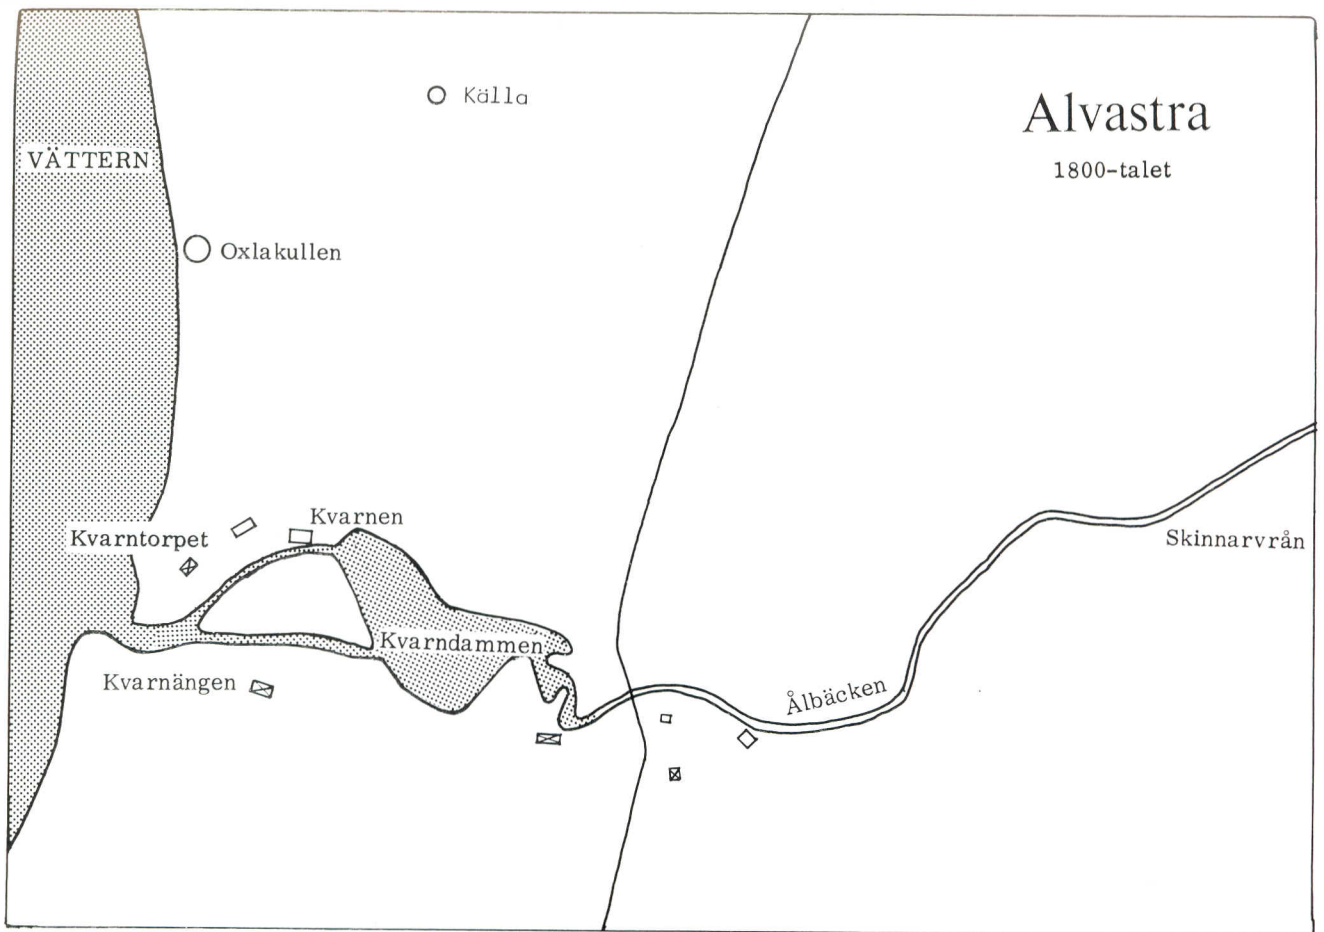 Källa
Alvastra
1800-talet
VÄTTERN
Oxlakullen
Kvarnen
Kvarntorpet
Skinnarvrån
Kvarndammen
Kvarnängen
Ålbäcken